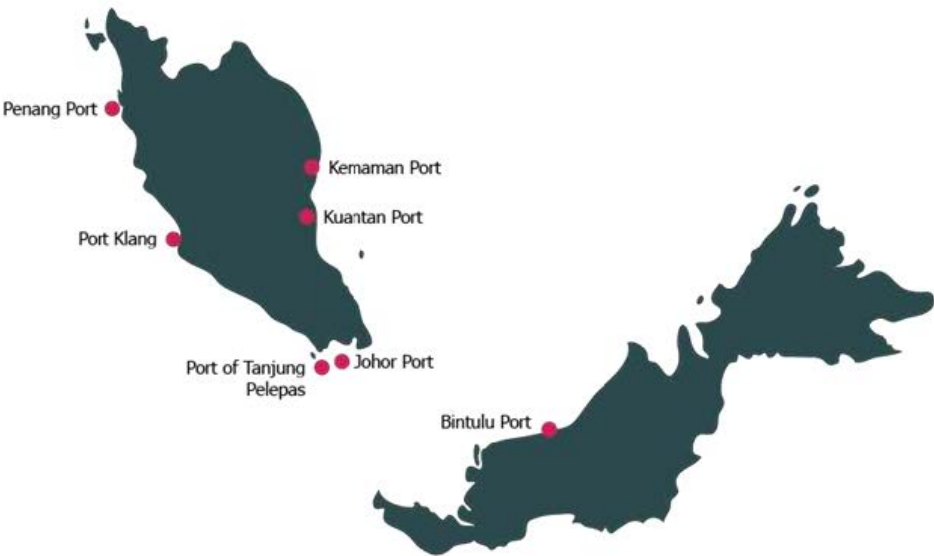 Penang Port
Kemaman Port
Kuantan Port
Port Klang
Port of Tanjung
Pelepas
Johor Port
Bintulu Port